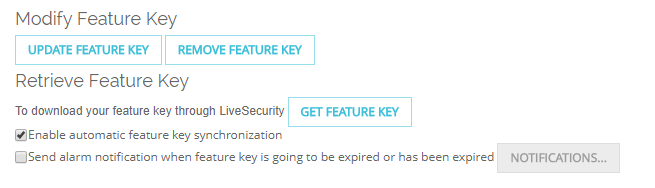 Modify Feature Key
UPDATE FEATURE KEY REMOVE FEATURE KEY
Retrieve Feature Key
To download your feature key through LiveSecurity GET FEATURE KEY
Enable automatic feature key synchronization
Send alarm notification when feature key is going to be expired or has been expired NOTIFICATIONS...